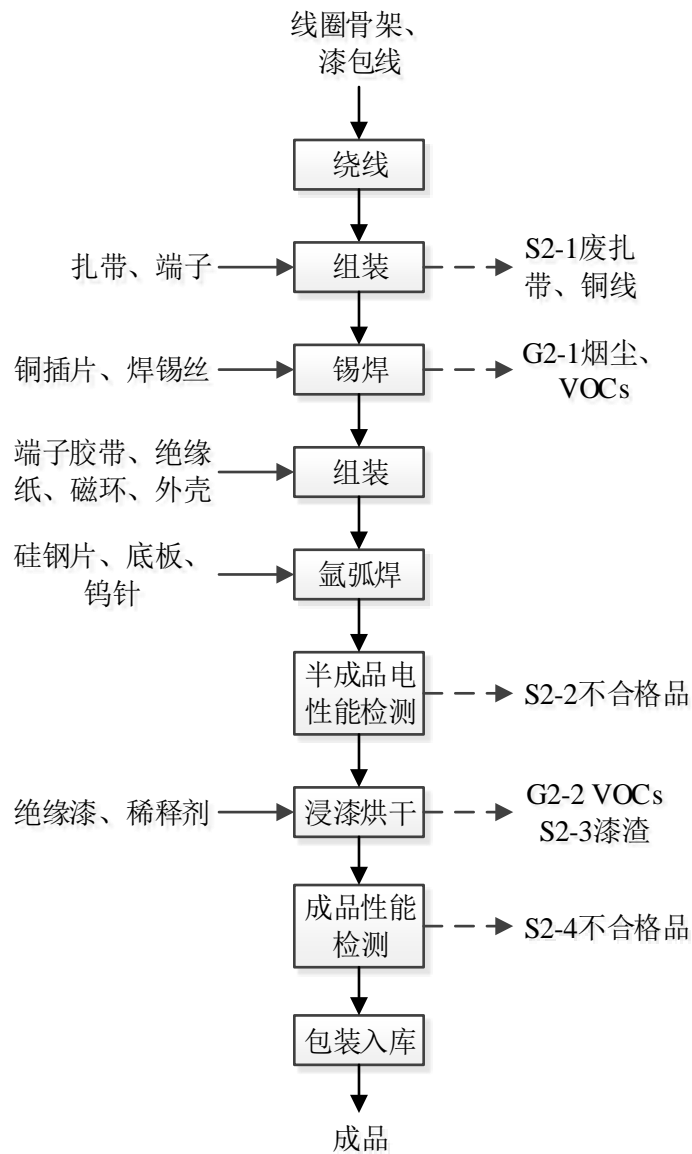 线圈骨架、
漆包线
绕线
扎带、端子
组装
S2-1废扎
带、铜线
铜插片、焊锡丝
锡焊
G2-1烟尘、
VOCs
端子胶带、绝缘
纸、磁环、外壳
组装
硅钢片、底板、
钨针
氩弧焊
半成品电
性能检测
S2-2不合格品
绝缘漆、稀释剂
浸漆烘干
G2-2 VOCs
S2-3漆渣
成品性能
检测
S2-4不合格品
包装入库
成品